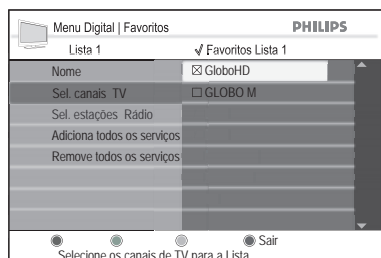 Menu Digital | Favoritos PHILIPS
Lista 1 Favoritos Lista 1
Nome GloboHD
Sel. canais TV GLOBO M
Sel. estações Rádio
Adiciona todos os serviços
Remove todos os serviços
Sair
Selecione os canais de TV para a Lista